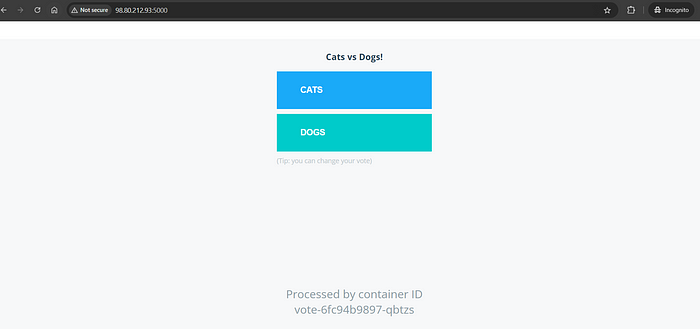 Not secure 98.80.212.93:5000 Incognito
Cats vs Dogs!
CATS
DOGS
(Tip: you can change your vote)
Processed by container ID
vote-6fc94b9897-qbtzs